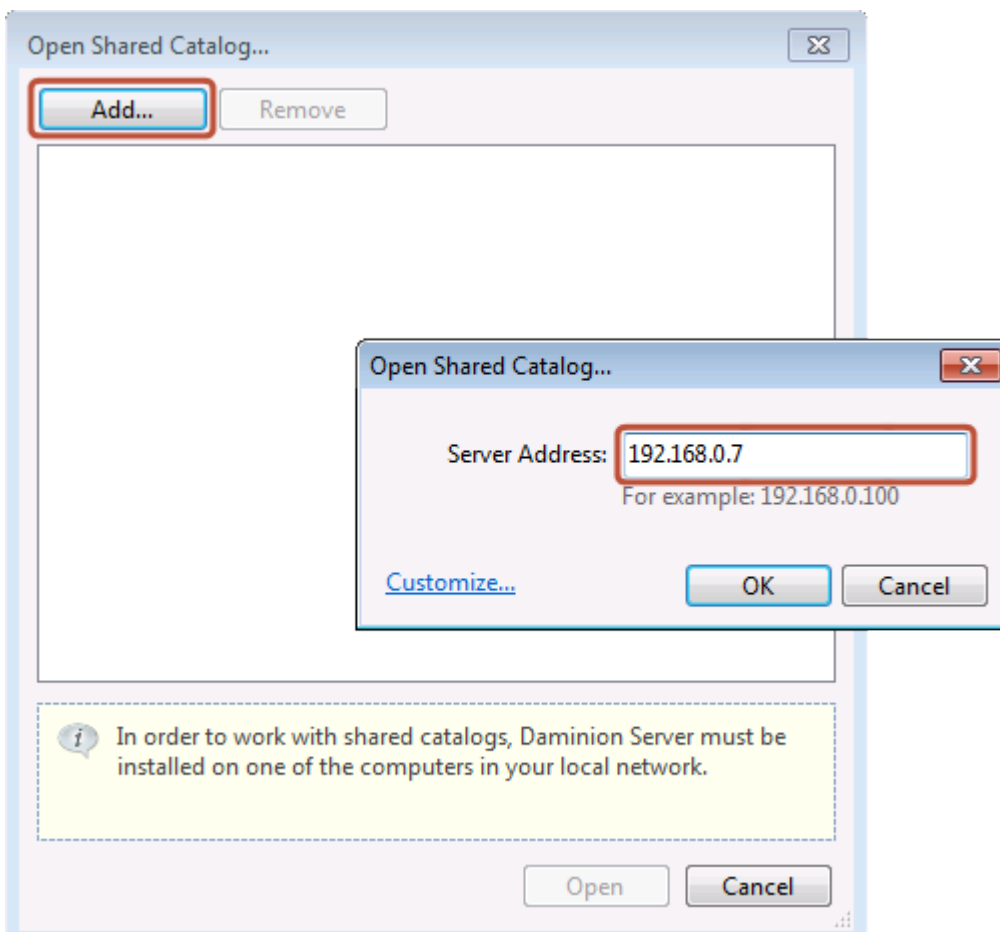 Open Shared Catalog...
Add...
Remove
Open Shared Catalog...
Server Address:
192.168.0.7
For example: 192.168.0.100
Customize...
OK
Cancel
In order to work with shared catalogs, Daminion Server must be
installed on one of the computers in your local network.
Open
Cancel